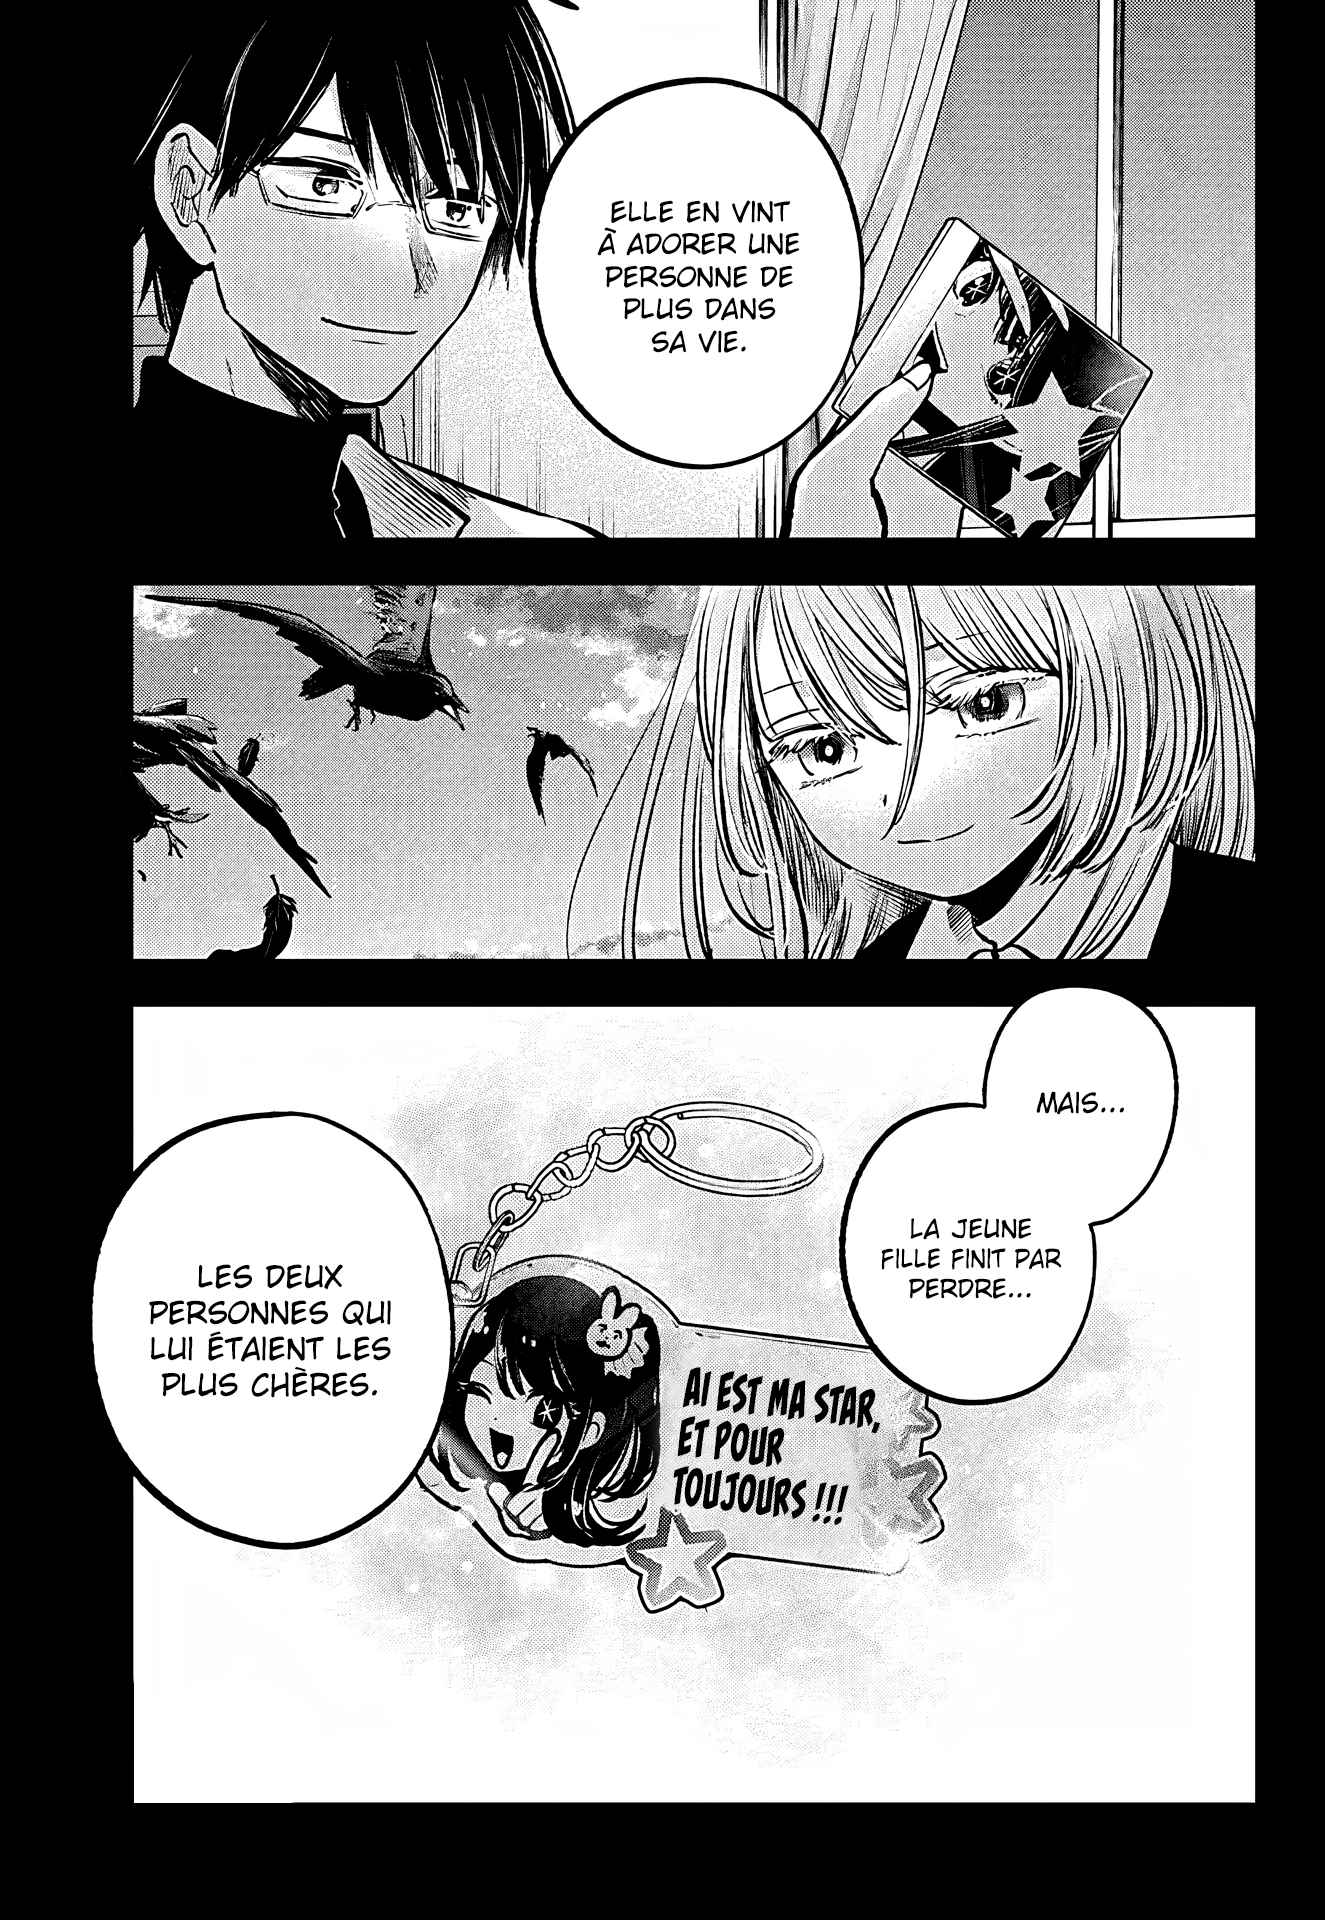 ELLE EN VINT
À ADORER UNE
PERSONNE DE
PLUS DANS
SA VIE.
MAIS...
LA JEUNE
FILLE FINIT PAR
PERDRE...
LES DEUX
PERSONNES QUI
LUI ÉTAIENT LES
PLUS CHÈRES.
AI EST MA STAR,
ET POUR
TOUJOURS !!!